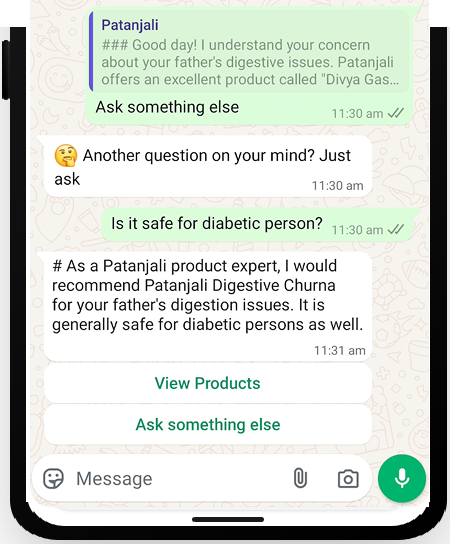 Patanjali
### Good day! I understand your concern
about your father's digestive issues. Patanjali
offers an excellent product called "Divya Gas...
Ask something else
11:30 am
🤔 Another question on your mind? Just
ask
11:30 am
Is it safe for diabetic person?
11:30 am
# As a Patanjali product expert, I would
recommend Patanjali Digestive Churna
for your father's digestion issues. It is
generally safe for diabetic persons as well.
11:31 am
View Products
Ask something else
Message